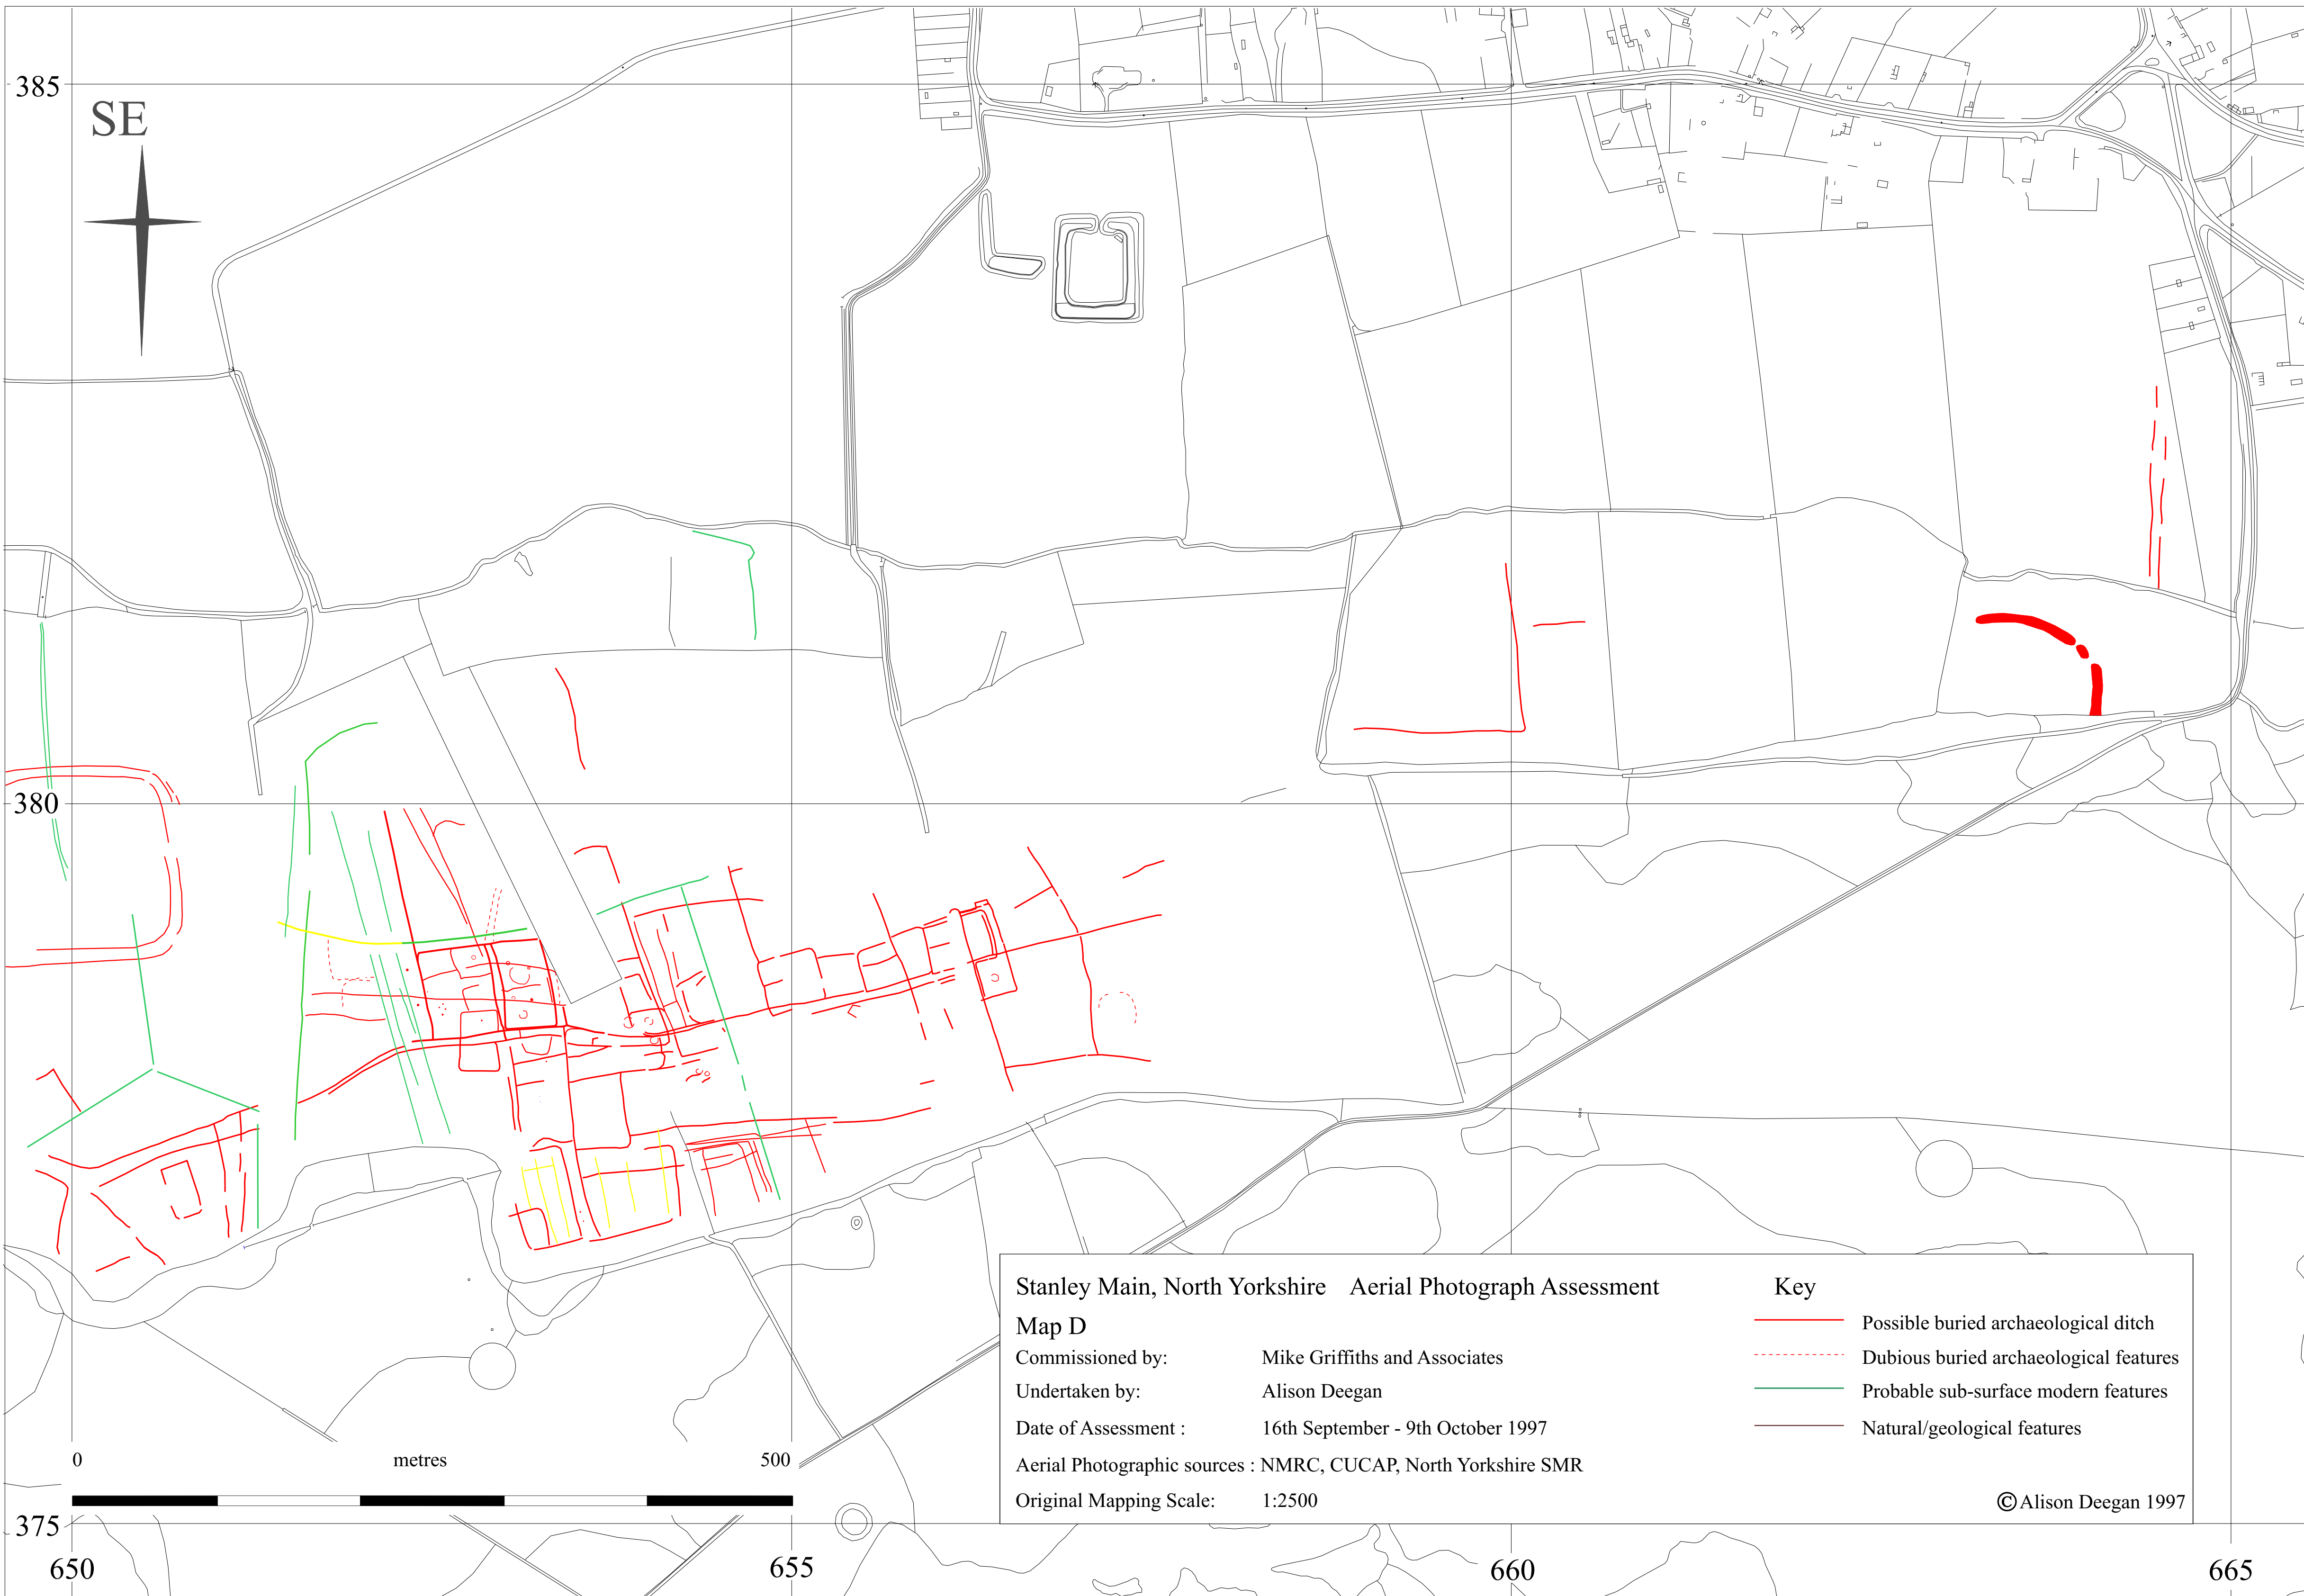 385
SE
380
Stanley Main, North Yorkshire Aerial Photograph Assessment
Map D
Commissioned by: Mike Griffiths and Associates
Undertaken by: Alison Deegan
Date of Assessment : 16th September - 9th October 1997
Aerial Photographic sources : NMRC, CUCAP, North Yorkshire SMR
Original Mapping Scale: 1:2500
Key
Possible buried archaeological ditch
Dubious buried archaeological features
Probable sub-surface modern features
Natural/geological features
© Alison Deegan 1997
0 metres 500
375
650 655 660 665